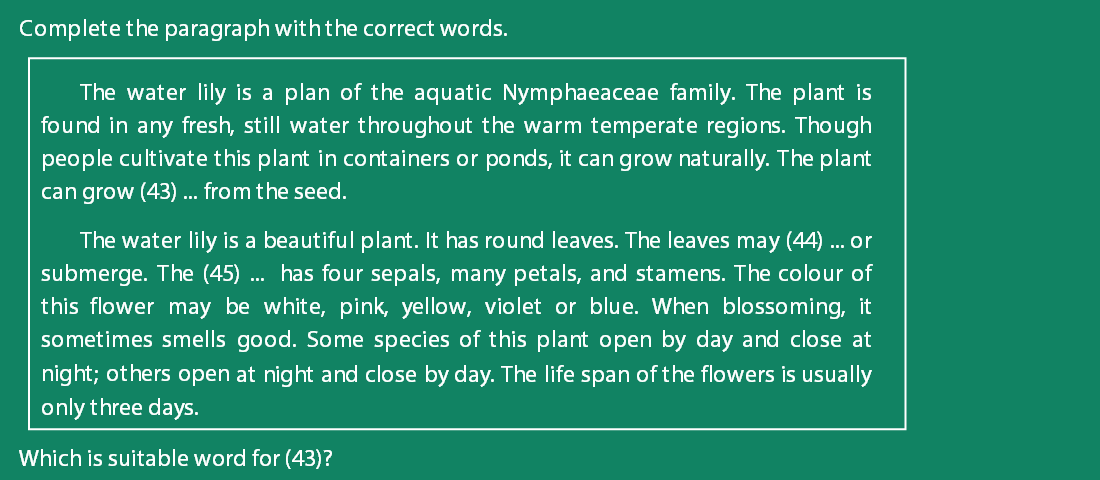 Complete the paragraph with the correct words.
The water lily is a plan of the aquatic Nymphaeaceae family. The plant is
found in any fresh, still water throughout the warm temperate regions. Though
people cultivate this plant in containers or ponds, it can grow naturally. The plant
can grow (43) ... from the seed.
The water lily is a beautiful plant. It has round leaves. The leaves may (44) ... or
submerge. The (45) ... has four sepals, many petals, and stamens. The colour of
this flower may be white, pink, yellow, violet or blue. When blossoming, it
sometimes smells good. Some species of this plant open by day and close at
night; others open at night and close by day. The life span of the flowers is usually
only three days.
Which is suitable word for (43)?